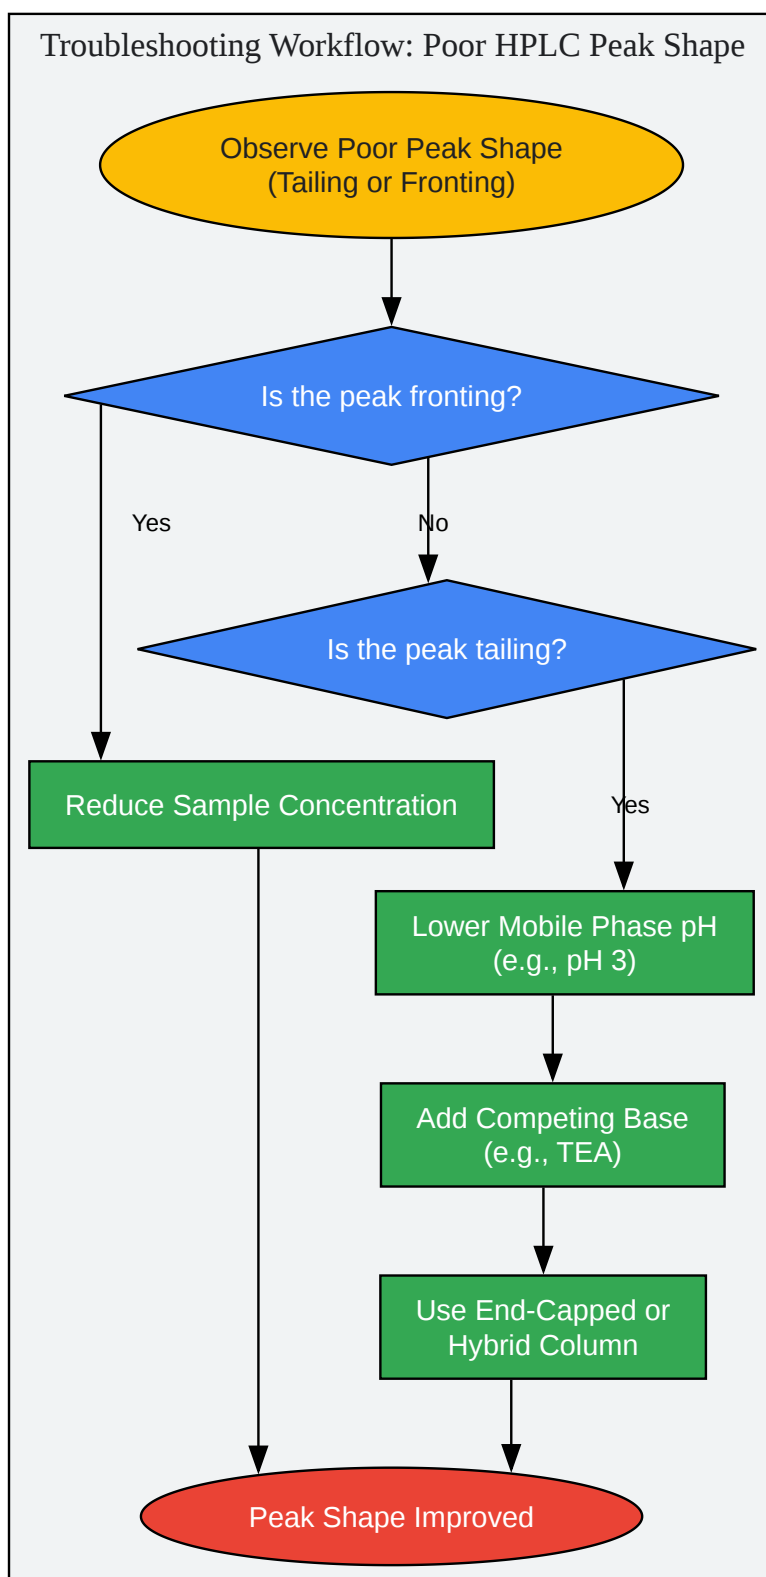 Troubleshooting Workflow: Poor HPLC Peak Shape
Observe Poor Peak Shape
(Tailing or Fronting)
Is the peak fronting?
Yes
No
Is the peak tailing?
Reduce Sample Concentration
Yes
Lower Mobile Phase pH
(e.g., pH 3)
Add Competing Base
(e.g., TEA)
Use End-Capped or
Hybrid Column
Peak Shape Improved